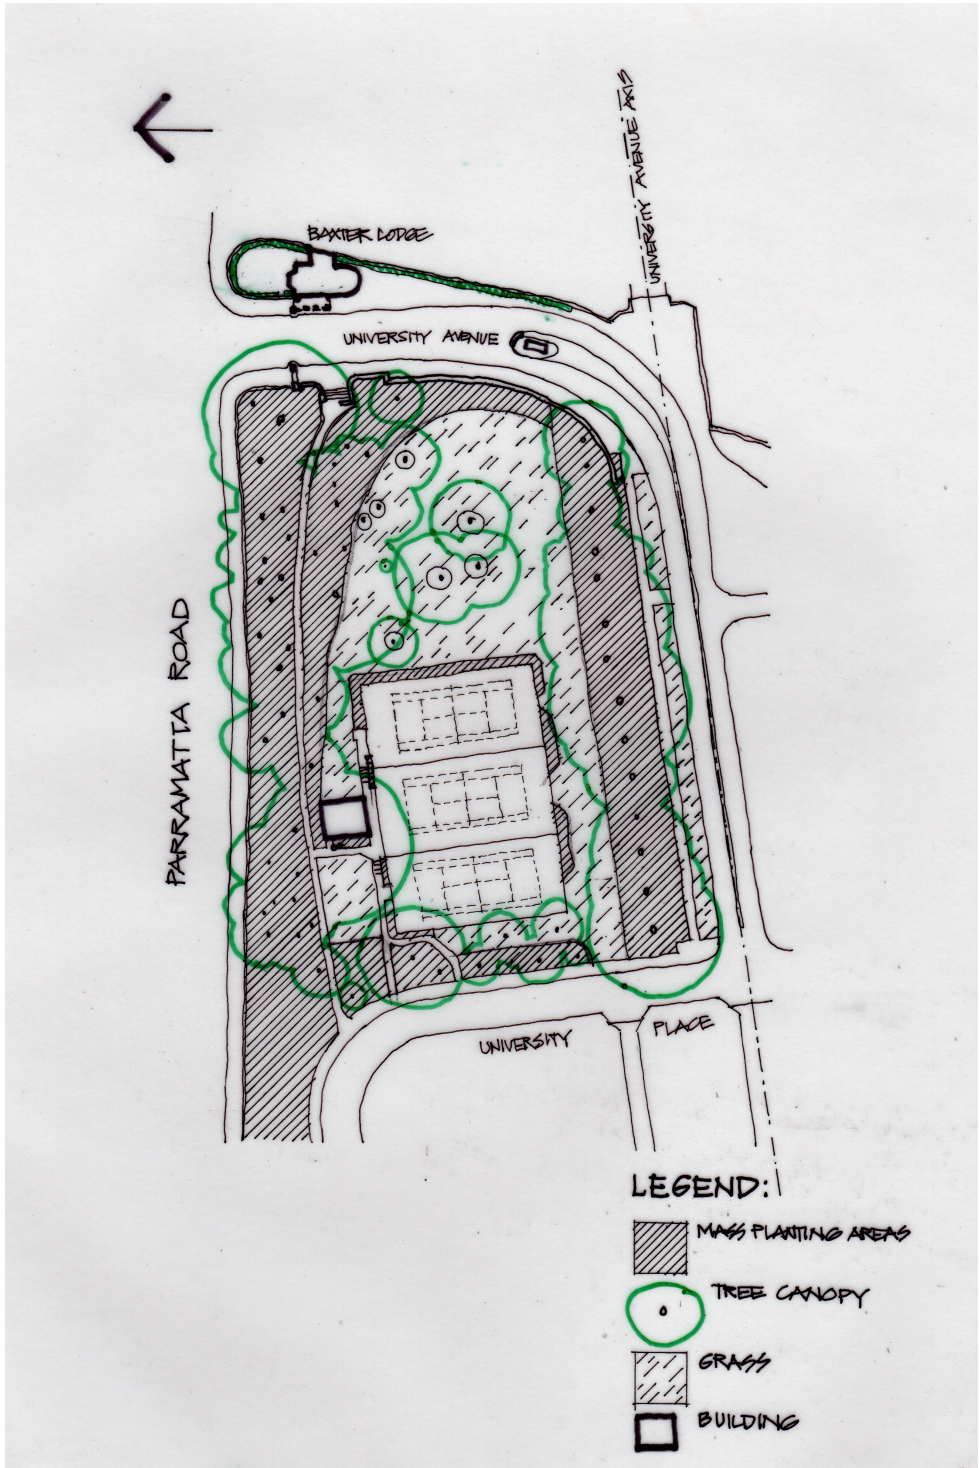 UNIVERSITY AVENUE AXIS
BAXTER LODGE
UNIVERSITY AVENUE
PARRAMATTA ROAD
UNIVERSITY PLACE
LEGEND:
MASS PLANTING AREAS
TREE CANOPY
GRASS
BUILDING